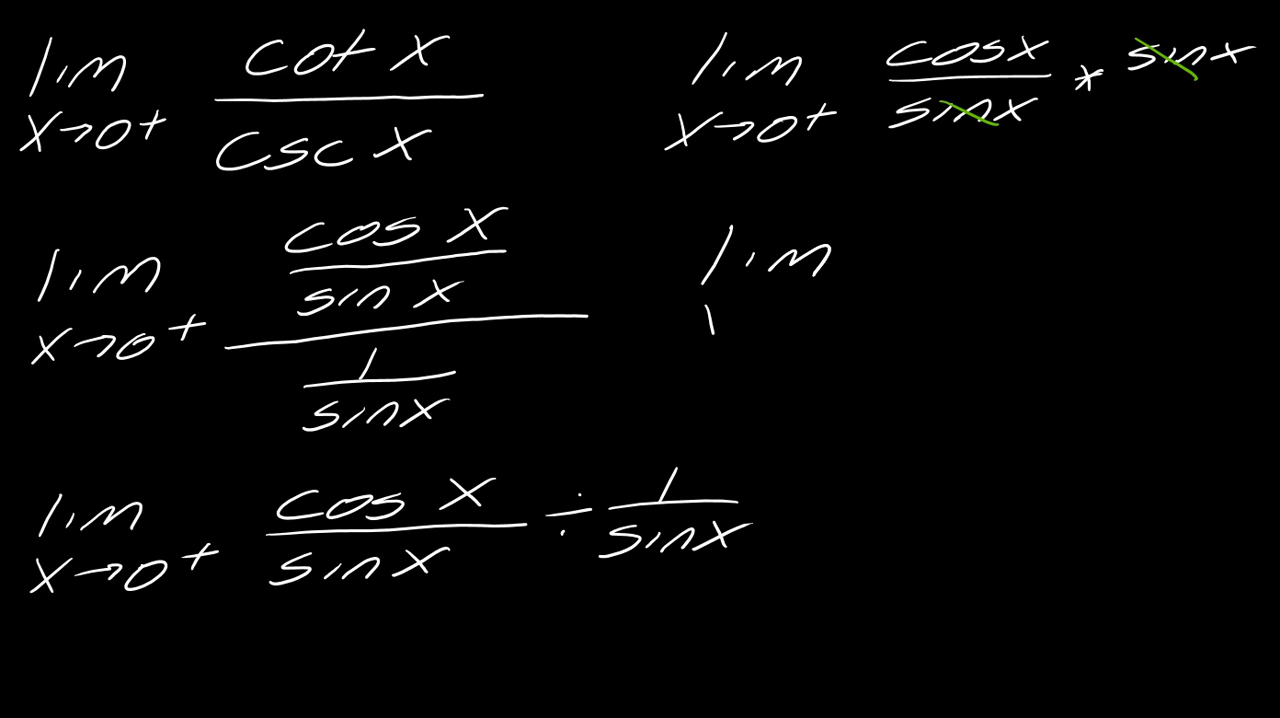 lim x→0+ cot x / csc x
lim x→0+ (cos x / sin x) / (1 / sin x)
lim x→0+ cos x / sin x ÷ 1 / sin x
lim x→0+ cos x / sin x * sin x
lim